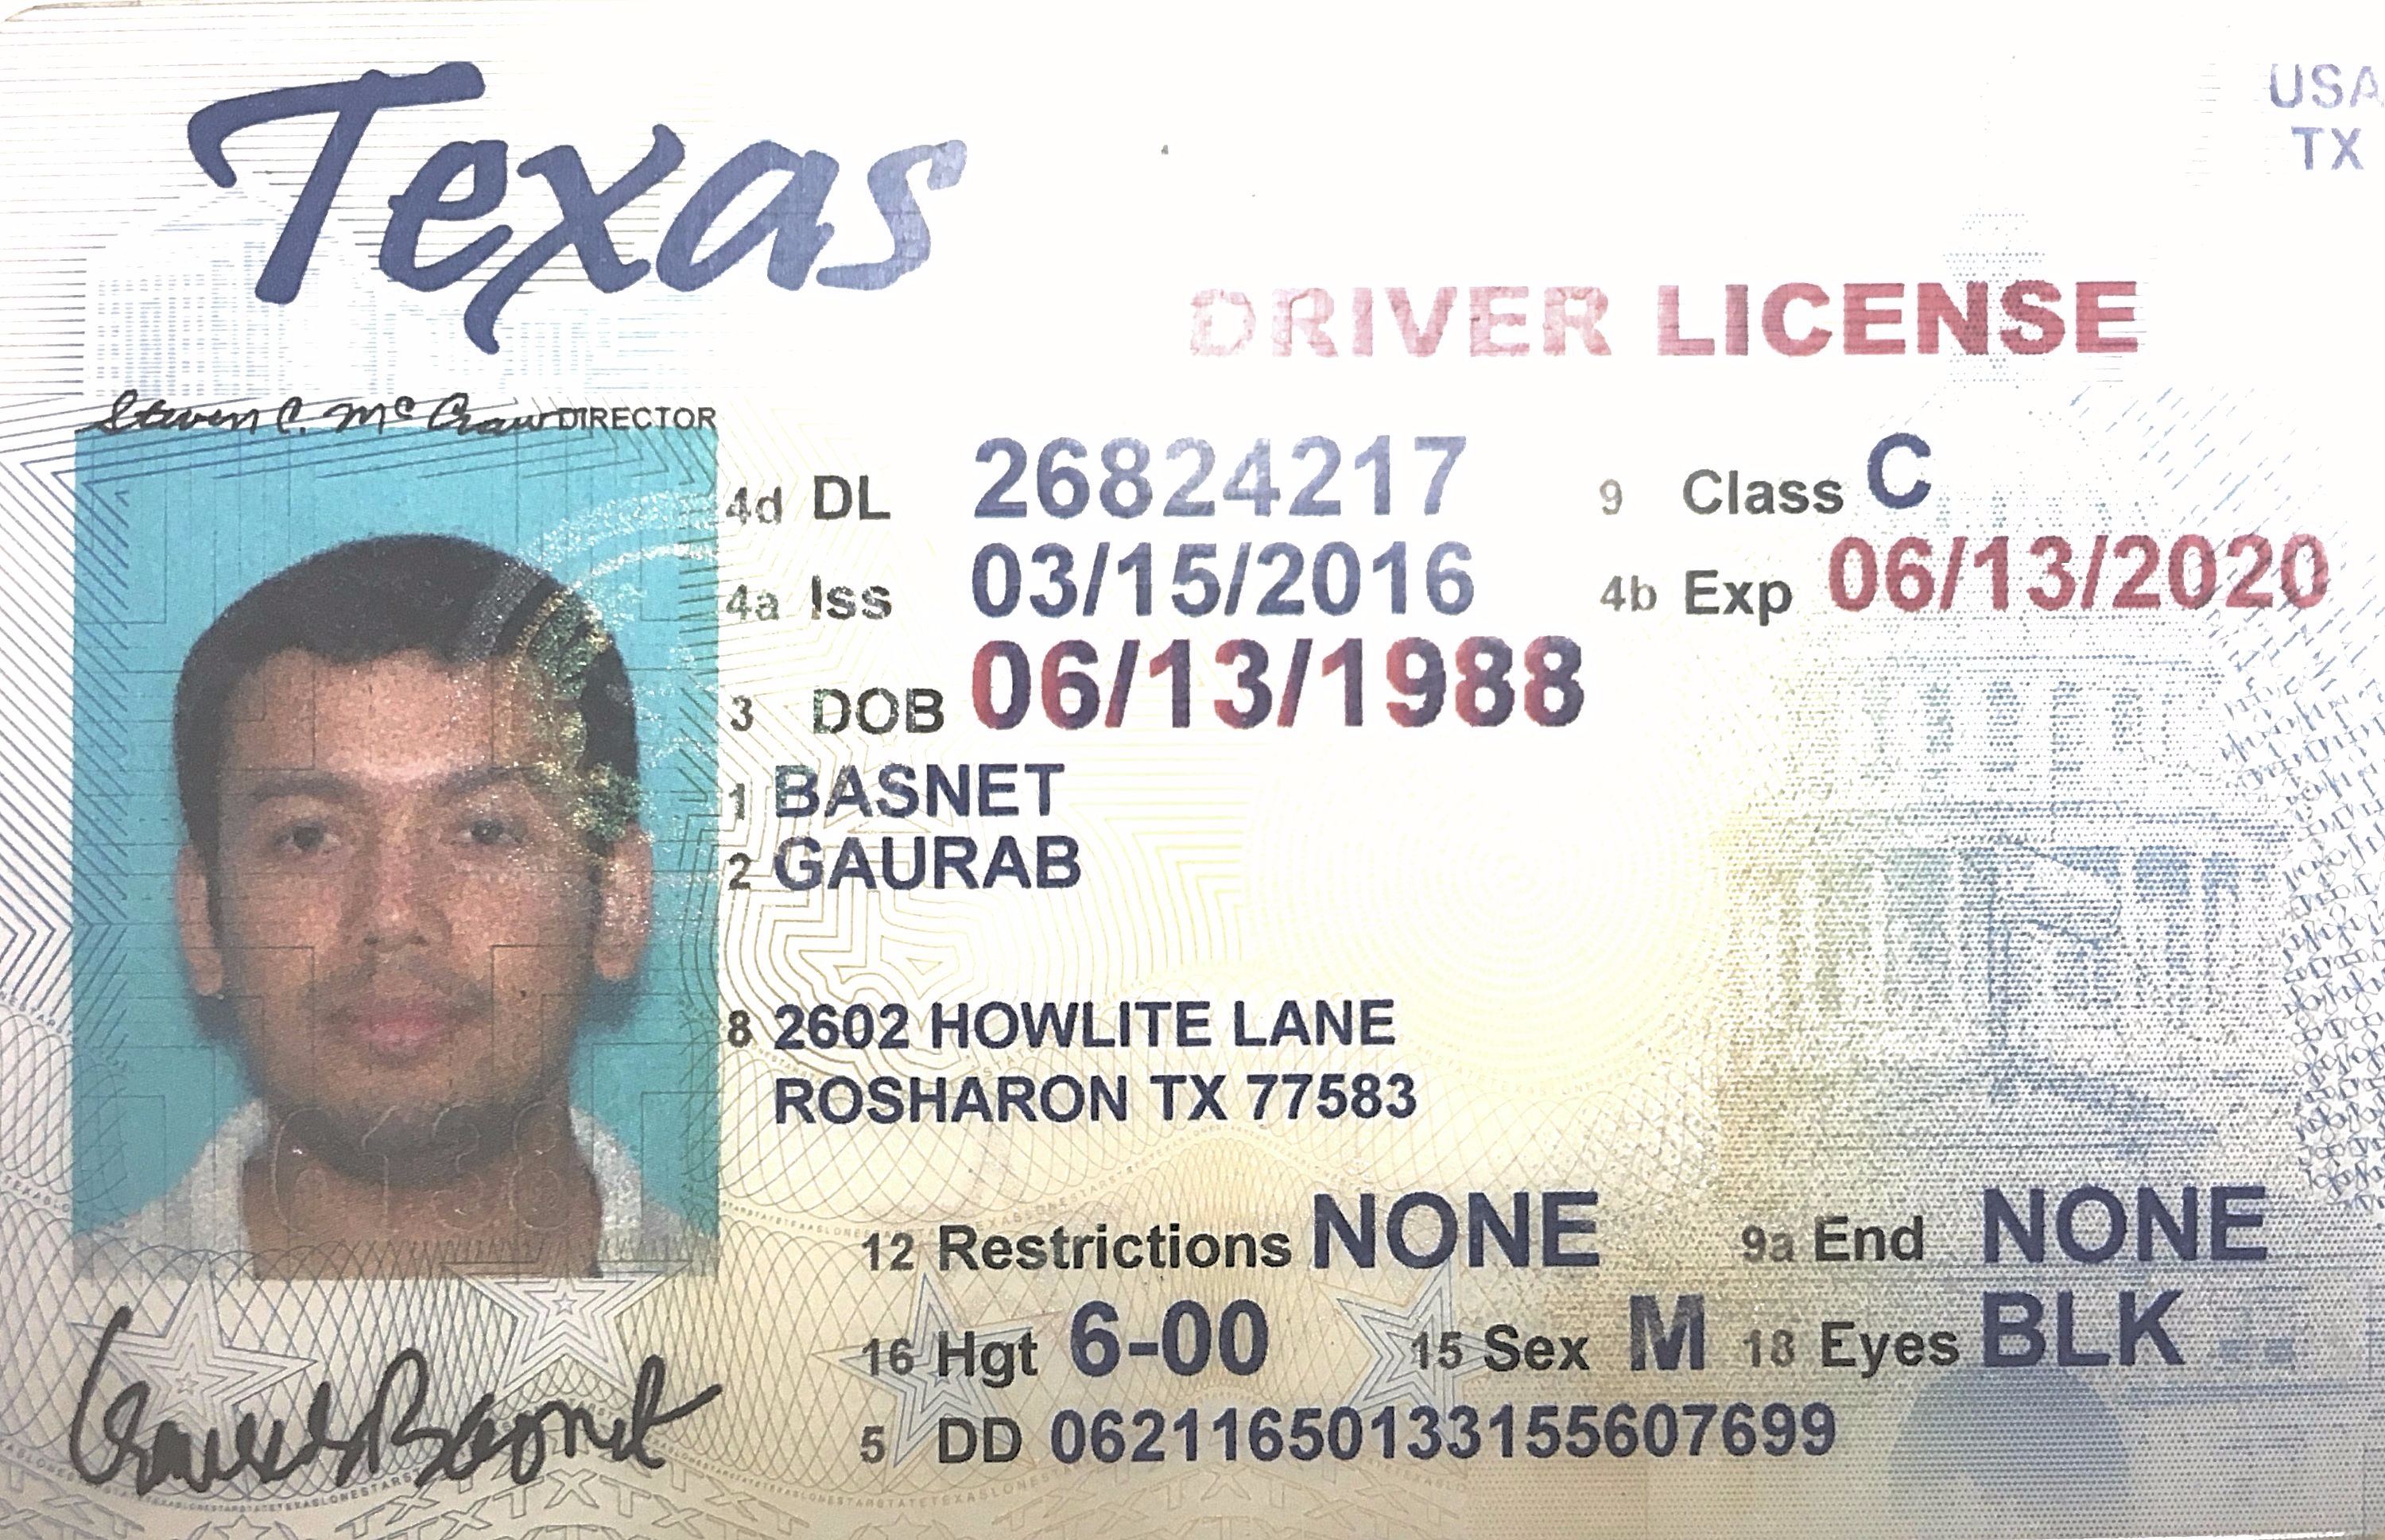 Texas
USA
TX
DRIVER LICENSE
Steven C. McCraw DIRECTOR
4d DL 26824217 9 Class C
4a Iss 03/15/2016 4b Exp 06/13/2020
3 DOB 06/13/1988
1 BASNET
2 GAURAB
8 2602 HOWLITE LANE
ROSHARON TX 77583
12 Restrictions NONE 9a End NONE
16 Hgt 6-00 15 Sex M 18 Eyes BLK
5 DD 06211650133155607699
Gaurab Basnet